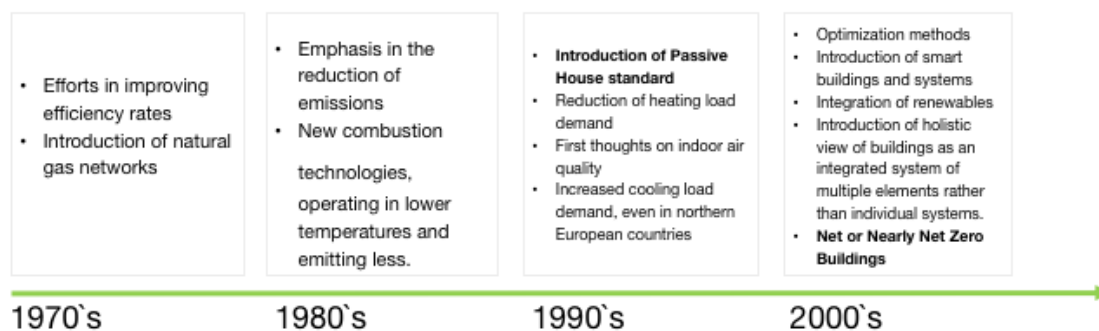 • Efforts in improving
efficiency rates
• Introduction of natural
gas networks
• Emphasis in the
reduction of
emissions
• New combustion
technologies,
operating in lower
temperatures and
emitting less.
• Introduction of Passive
House standard
• Reduction of heating load
demand
• First thoughts on indoor air
quality
• Increased cooling load
demand, even in northern
European countries
• Optimization methods
• Introduction of smart
buildings and systems
• Integration of renewables
• Introduction of holistic
view of buildings as an
integrated system of
multiple elements rather
than individual systems.
• Net or Nearly Net Zero
Buildings
1970`s
1980`s
1990`s
2000`s